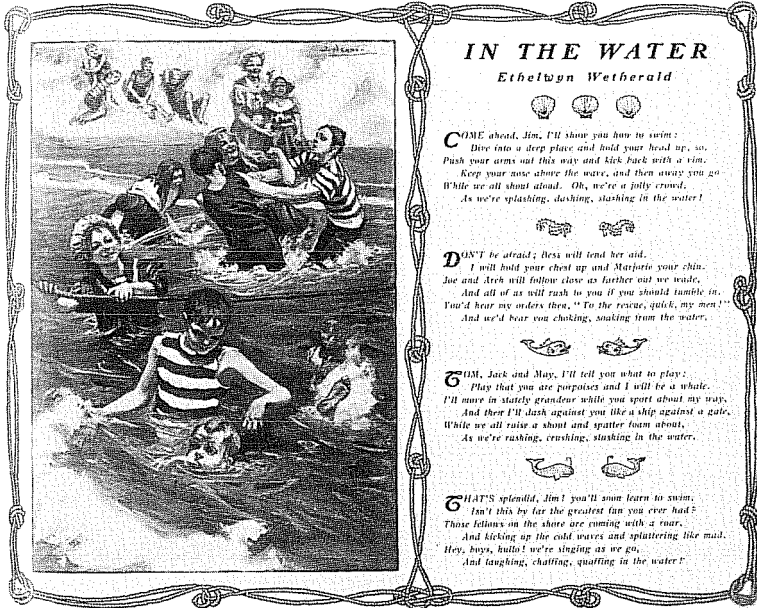 IN THE WATER
Ethelwyn Wetherald
COME ahead, Jim, I'll show you how to swim:
Dive into a deep place and hold your head up, so.
Push your arms out this way and kick back with a vim.
Keep your nose above the wave, and then away you go
While we all shout aloud. Oh, we're a jolly crowd,
As we're splashing, dashing, slashing in the water!
DON'T be afraid; Bess will lend her aid.
I will hold your chest up and Marjorie your chin.
Joe and Arch will follow close as farther out we wade,
And all of us will rush to you if you should tumble in.
You'd hear my orders then, "To the rescue, quick, my men!"
And we'd bear you choking, soaking from the water.
TOM, Jack and May, I'll tell you what to play:
Play that you are porpoises and I will be a whale.
I'll move in stately grandeur while you sport about my way,
And then I'll dash against you like a ship against a gale,
While we all raise a shout and spatter foam about,
As we're rushing, crushing, slushing in the water.
THAT'S splendid, Jim! you'll soon learn to swim,
Isn't this by far the greatest fun you ever had?
Those fellows on the shore are coming with a roar,
And kicking up the cold waves and spluttering like mad.
Hey, boys, hullo! we're singing as we go,
And laughing, chaffing, quaffing in the water!"